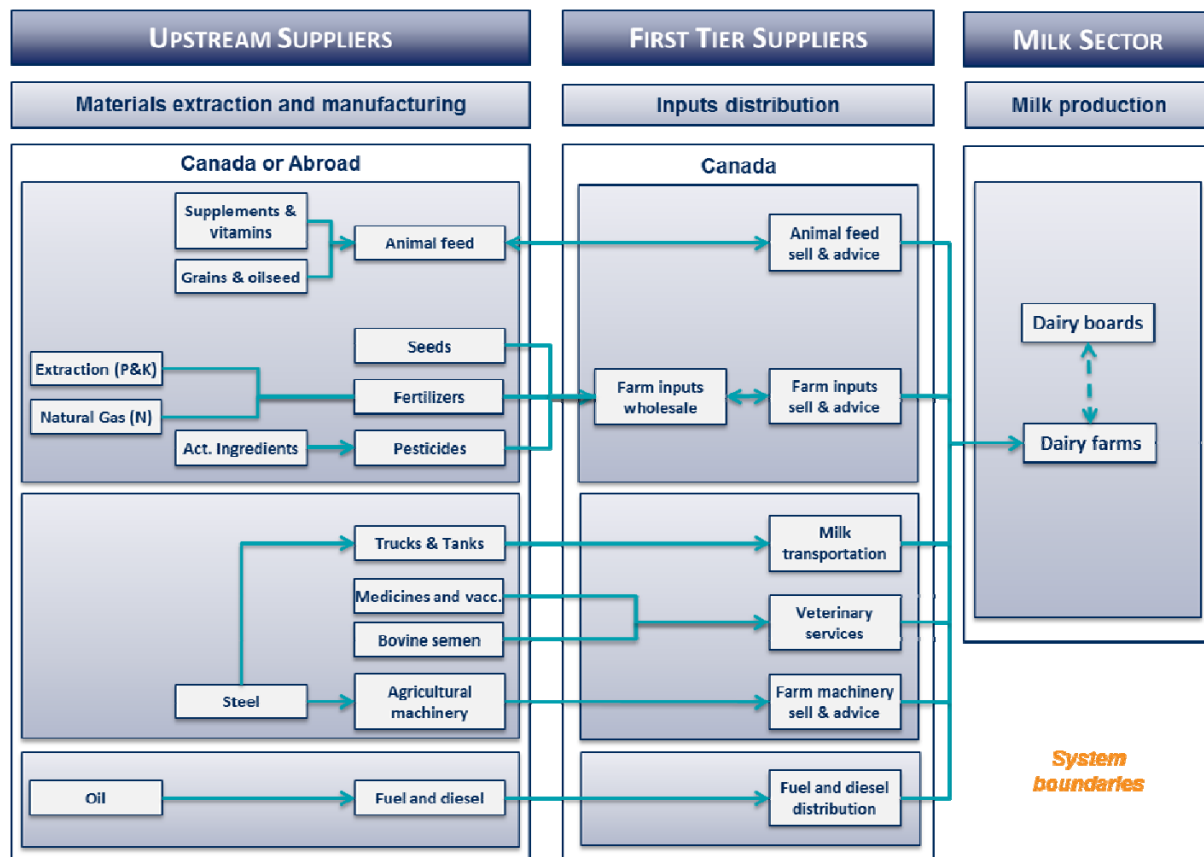 UPSTREAM SUPPLIERS
FIRST TIER SUPPLIERS
MILK SECTOR
Materials extraction and manufacturing
Inputs distribution
Milk production
Canada or Abroad
Supplements &
vitamins
Grains & oilseed
Animal feed
Seeds
Extraction (P&K)
Fertilizers
Natural Gas (N)
Act. Ingredients
Pesticides
Trucks & Tanks
Medicines and vacc.
Bovine semen
Steel
Agricultural
machinery
Oil
Fuel and diesel
Canada
Animal feed
sell & advice
Farm inputs
wholesale
Farm inputs
sell & advice
Milk
transportation
Veterinary
services
Farm machinery
sell & advice
Fuel and diesel
distribution
Dairy boards
Dairy farms
System
boundaries